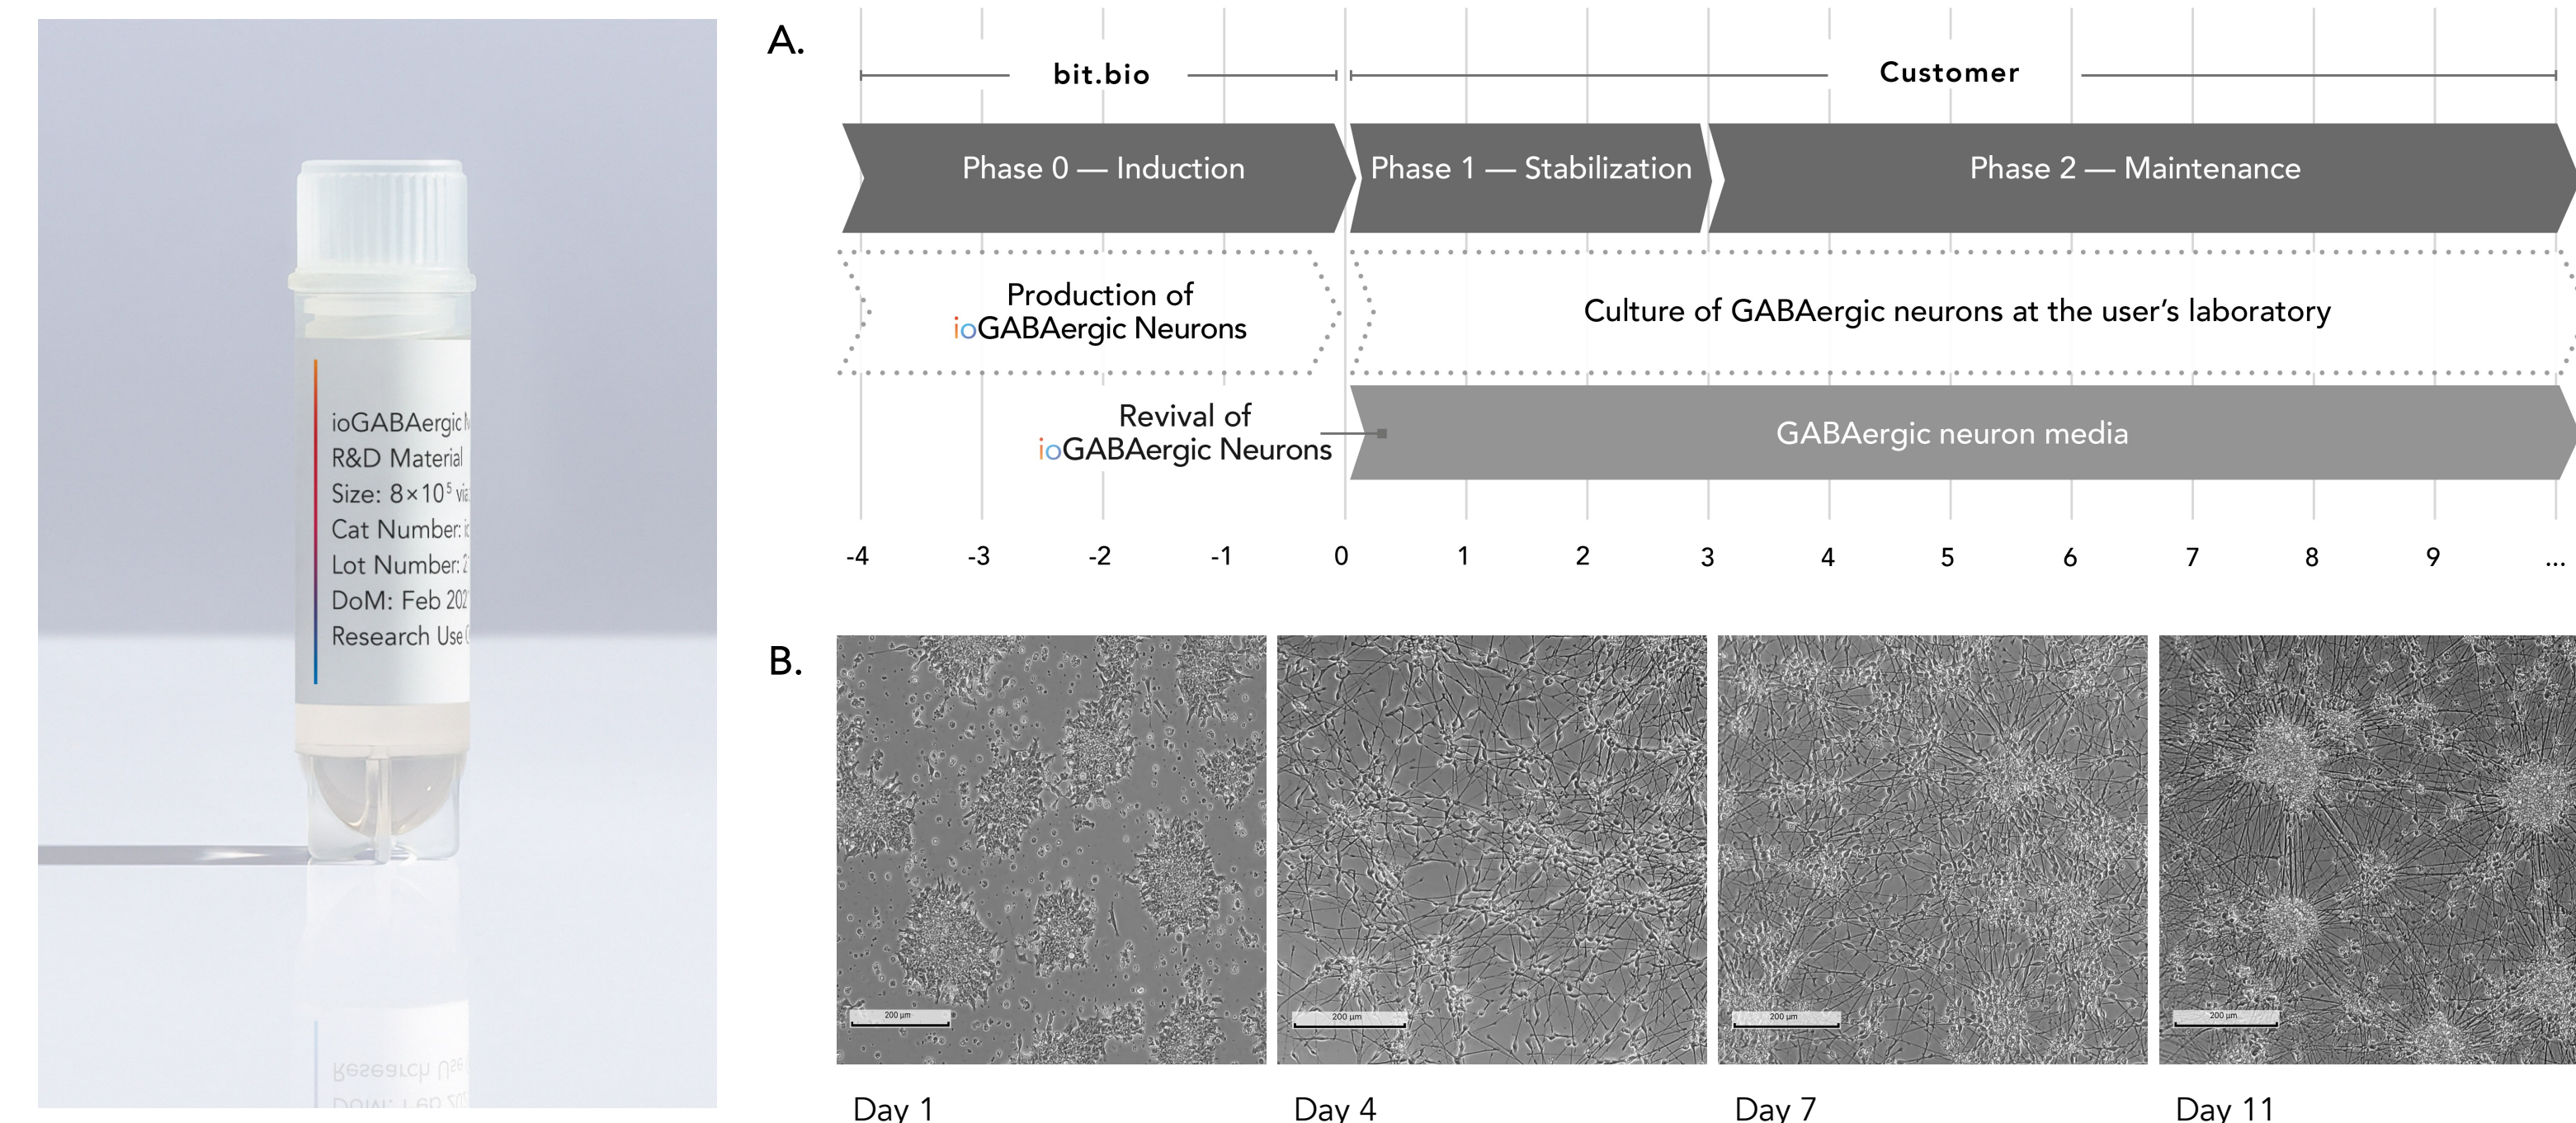 ioGABAergic
R&D Material
Size: 8×10⁵
Cat Number:
Lot Number:
DoM: Feb
Research Use
Research Use
A.
bit.bio
Customer
Phase 0 — Induction
Phase 1 — Stabilization
Phase 2 — Maintenance
Production of
ioGABAergic Neurons
Culture of GABAergic neurons at the user's laboratory
Revival of
ioGABAergic Neurons
GABAergic neuron media
-4 -3 -2 -1 0 1 2 3 4 5 6 7 8 9 ...
B.
200 µm
200 µm
200 µm
200 µm
Day 1
Day 4
Day 7
Day 11